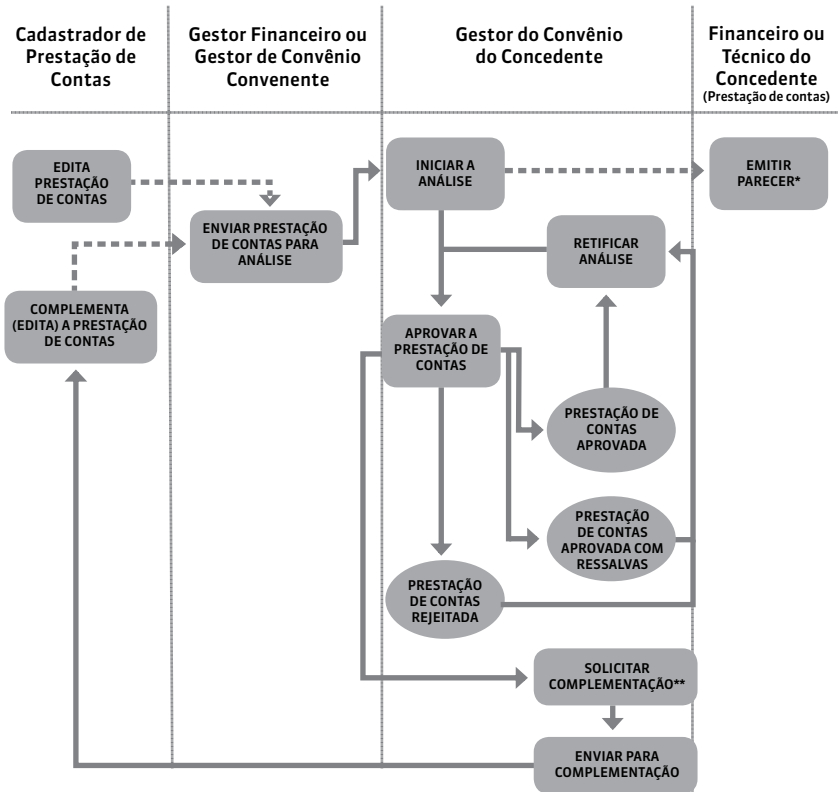 Cadastrador de
Prestação de
Contas
Gestor Financeiro ou
Gestor de Convênio
Convenente
Gestor do Convênio
do Concedente
Financeiro ou
Técnico do
Concedente
(Prestação de contas)
EDITA
PRESTAÇÃO
DE CONTAS
ENVIAR PRESTAÇÃO
DE CONTAS PARA
ANÁLISE
INICIAR A
ANÁLISE
EMITIR
PARECER*
RETIFICAR
ANÁLISE
COMPLEMENTA
(EDITA) A PRESTAÇÃO
DE CONTAS
APROVAR A
PRESTAÇÃO DE
CONTAS
PRESTAÇÃO DE
CONTAS
APROVADA
PRESTAÇÃO
DE CONTAS
APROVADA COM
RESSALVAS
PRESTAÇÃO
DE CONTAS
REJEITADA
SOLICITAR
COMPLEMENTAÇÃO**
ENVIAR PARA
COMPLEMENTAÇÃO